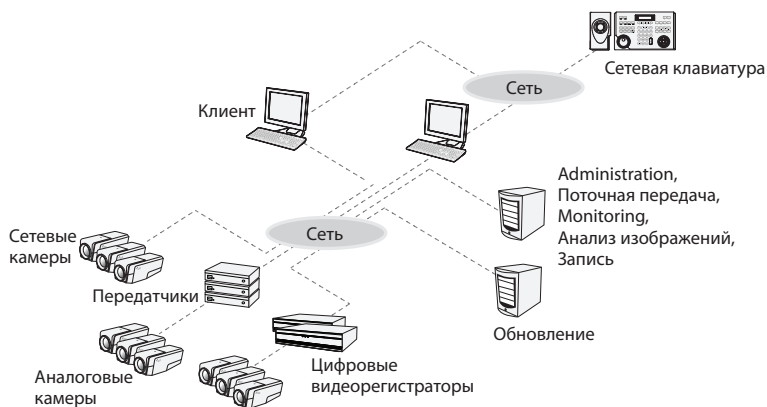 Сетевая клавиатура
Сеть
Клиент
Administration,
Поточная передача,
Monitoring,
Анализ изображений,
Запись
Сеть
Сетевые
камеры
Передатчики
Обновление
Аналоговые
камеры
Цифровые
видеорегистраторы